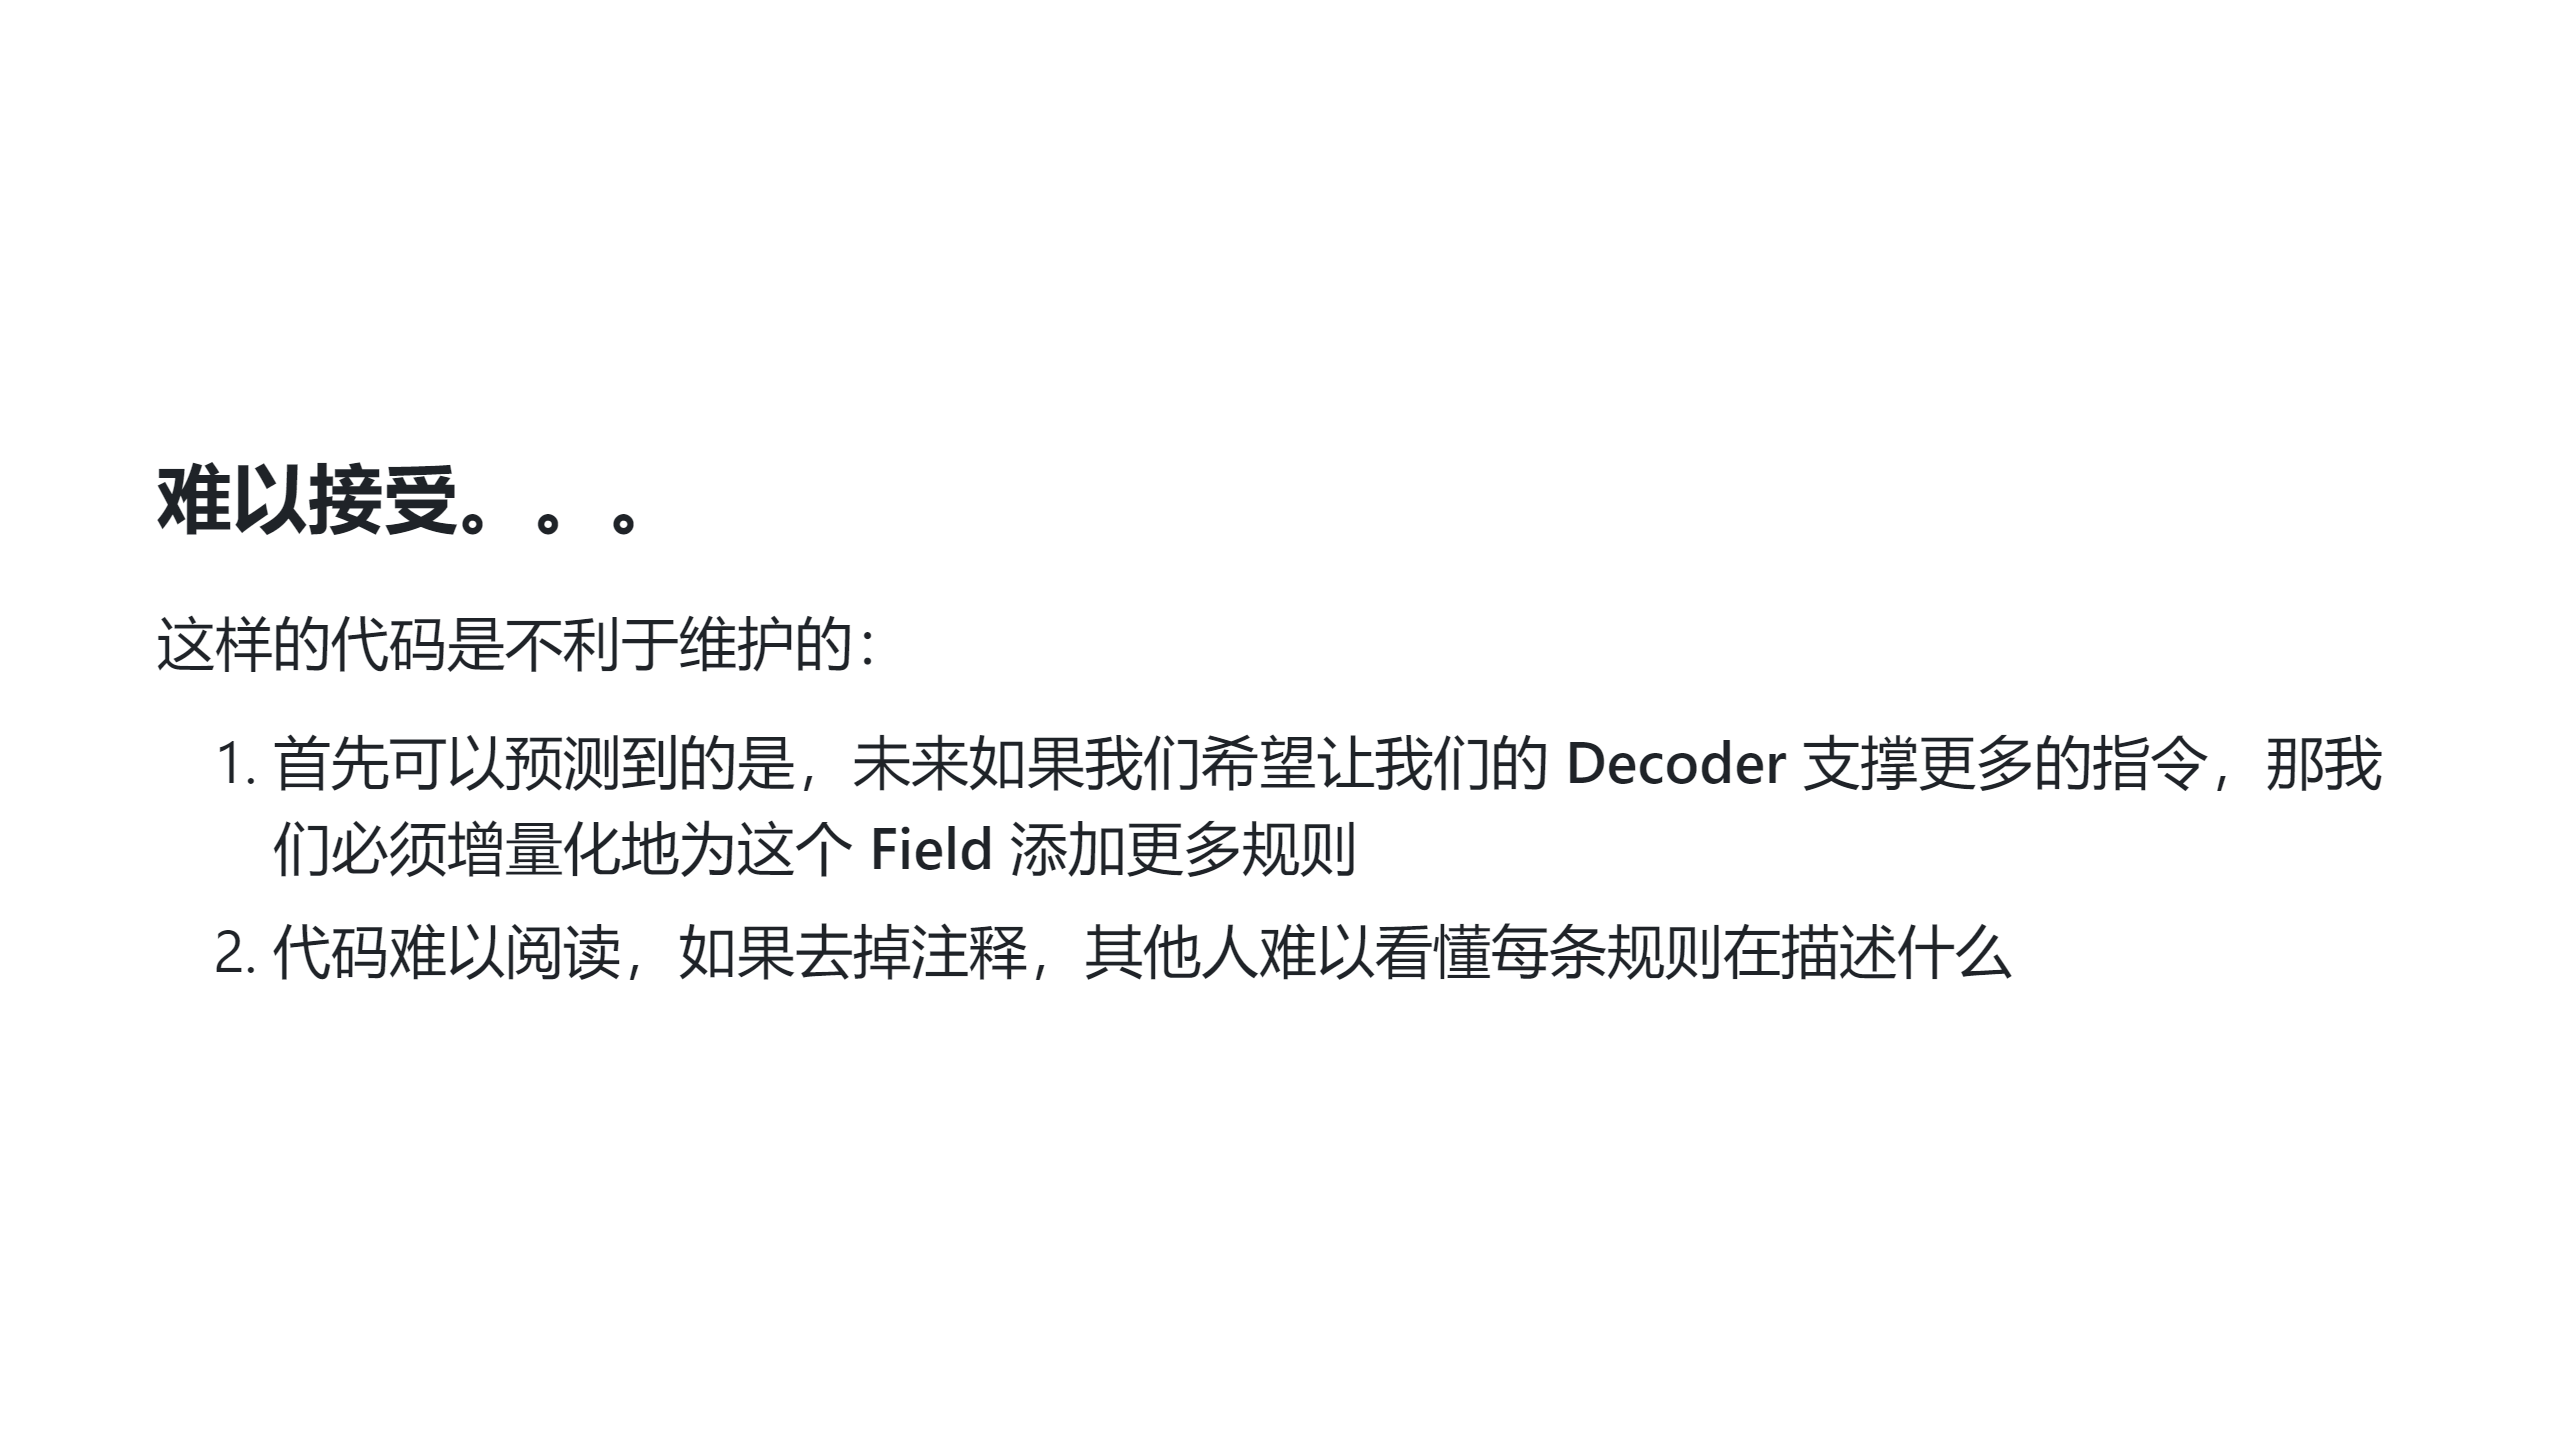 难以接受。。。
这样的代码是不利于维护的：
1. 首先可以预测到的是，未来如果我们希望让我们的 Decoder 支撑更多的指令，那我
们必须增量化地为这个 Field 添加更多规则
2. 代码难以阅读，如果去掉注释，其他人难以看懂每条规则在描述什么